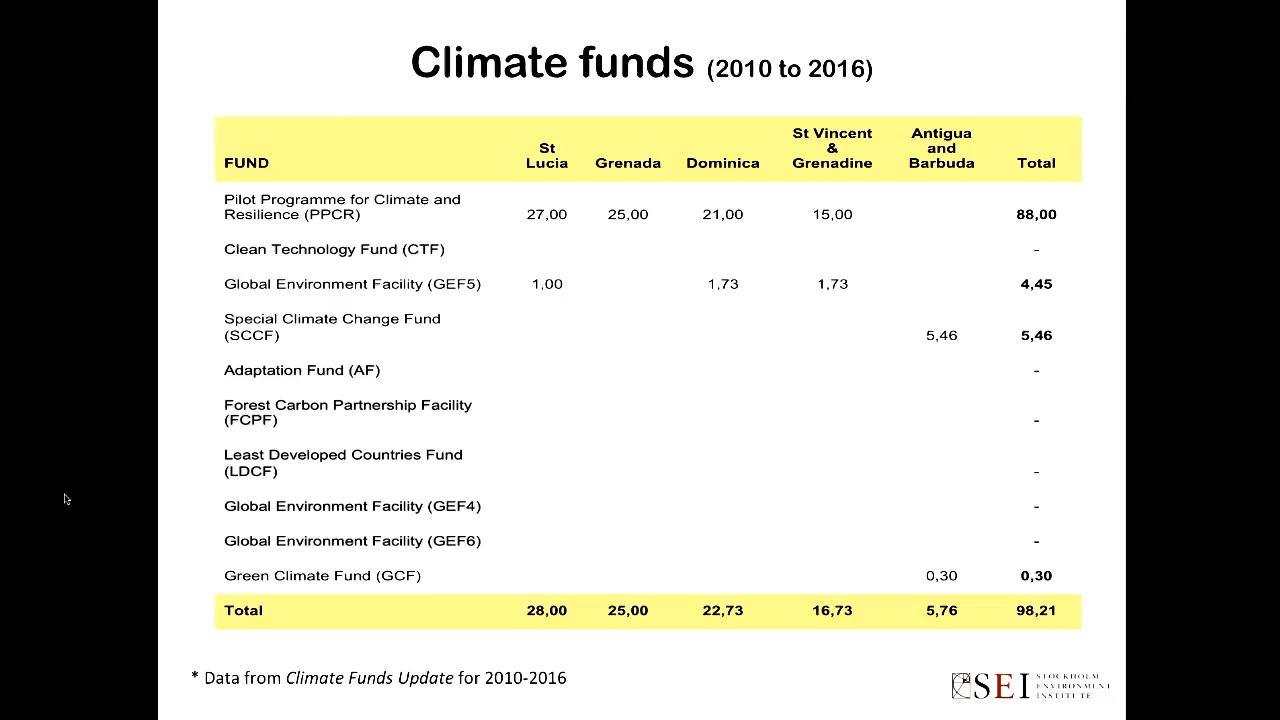 Climate funds (2010 to 2016)
FUND St Lucia Grenada Dominica St Vincent & Grenadine Antigua and Barbuda Total
Pilot Programme for Climate and
Resilience (PPCR) 27,00 25,00 21,00 15,00 88,00
Clean Technology Fund (CTF) -
Global Environment Facility (GEF5) 1,00 1,73 1,73 4,45
Special Climate Change Fund
(SCCF) 5,46 5,46
Adaptation Fund (AF) -
Forest Carbon Partnership Facility
(FCPF) -
Least Developed Countries Fund
(LDCF) -
Global Environment Facility (GEF4) -
Global Environment Facility (GEF6) -
Green Climate Fund (GCF) 0,30 0,30
Total 28,00 25,00 22,73 16,73 5,76 98,21
* Data from Climate Funds Update for 2010-2016
SEI STOCKHOLM
ENVIRONMENT
INSTITUTE